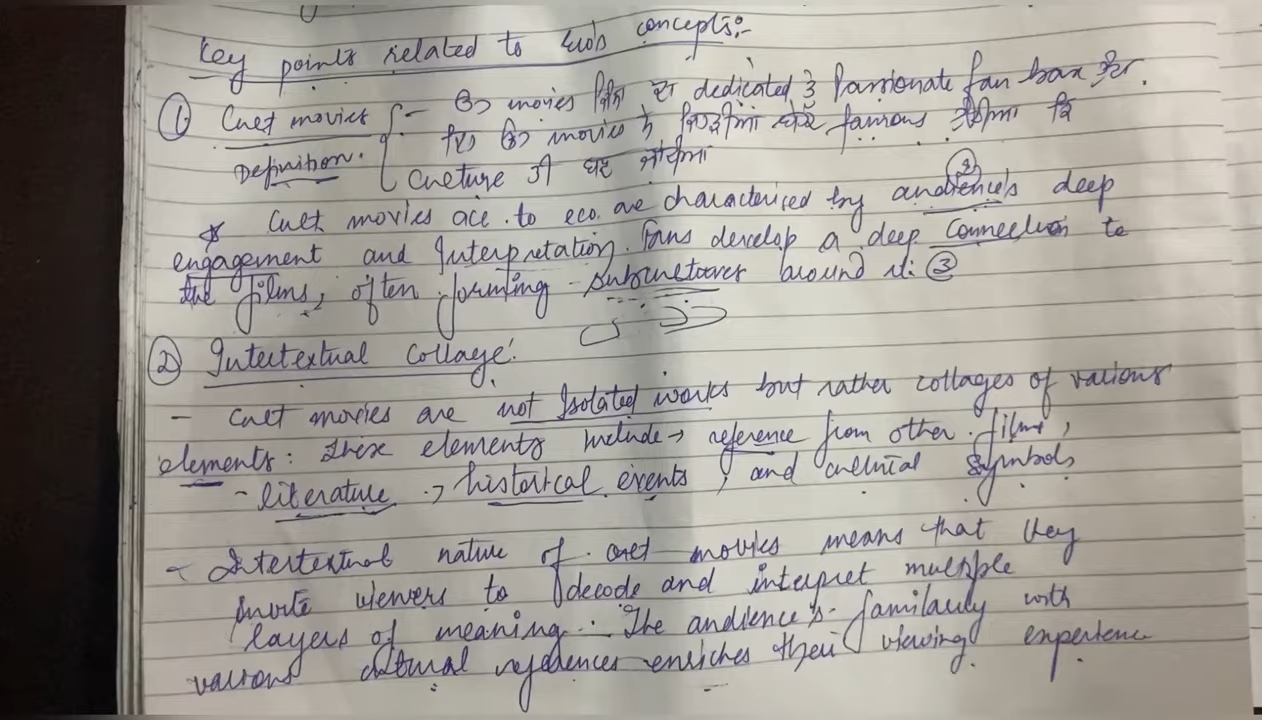 Key points related to eco's concepts:-
① Cult movies { - movies dedicated & Passionate fan base
Definition. movies famous
culture
* Cult movies acc. to eco. are characterised by audience's ② deep
engagement and Interpretation. Fans develop a deep connection to
the films, often forming subcultures around it. ③
② Intertextual Collage.
- Cult movies are not Isolated works but rather collages of various
elements: These elements include → reference from other films,
- literature, → historical events, and cultural symbols
- Intertextual nature of cult movies means that they
invite viewers to decode and interpret multiple
layers of meaning. The audience's familarity with
various cultural references enriches their viewing experience